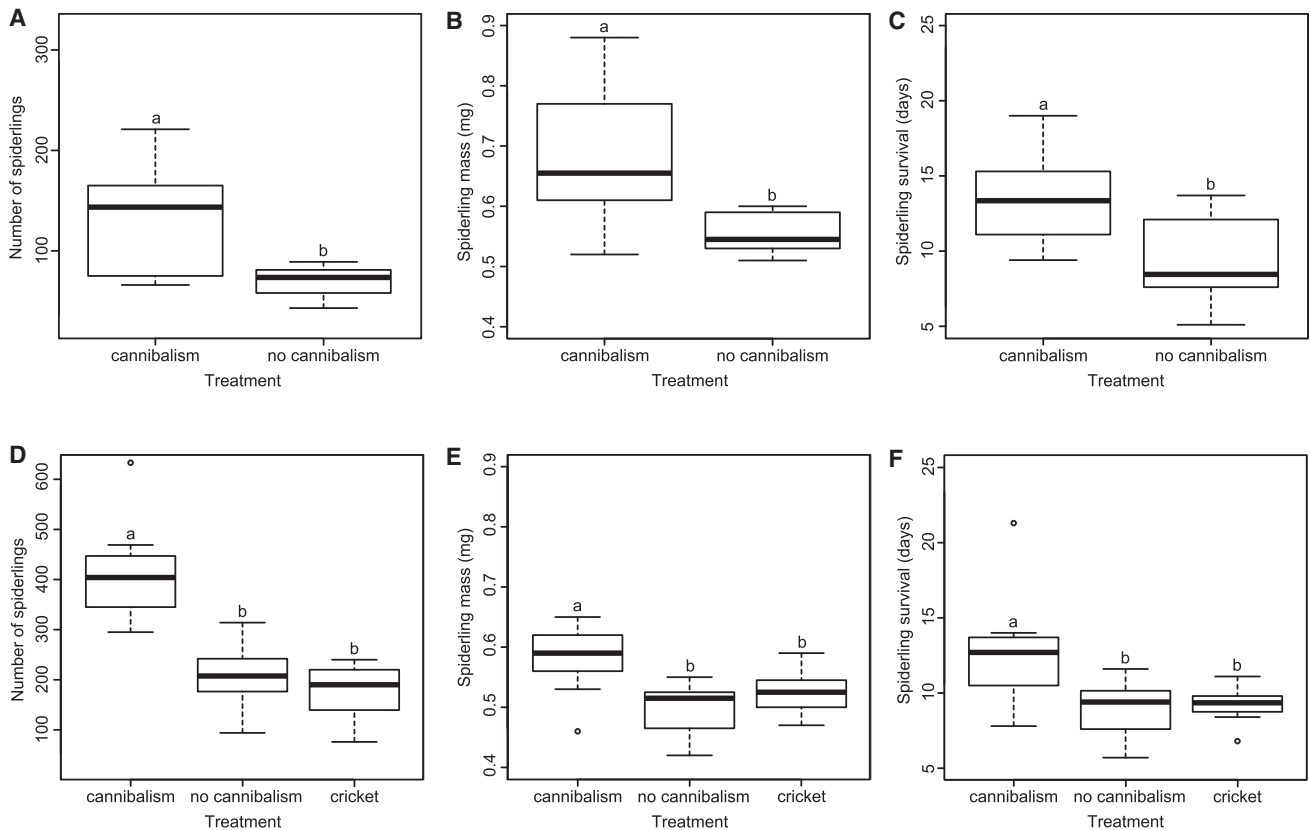 A
Number of spiderlings
300
200
100
a
b
cannibalism
no cannibalism
Treatment
B
Spiderling mass (mg)
0.9
0.8
0.7
0.6
0.5
0.4
a
b
cannibalism
no cannibalism
Treatment
C
Spiderling survival (days)
25
20
15
10
5
a
b
cannibalism
no cannibalism
Treatment
D
Number of spiderlings
600
500
400
300
200
100
a
b
b
cannibalism
no cannibalism
cricket
Treatment
E
Spiderling mass (mg)
0.9
0.8
0.7
0.6
0.5
0.4
a
b
b
cannibalism
no cannibalism
cricket
Treatment
F
Spiderling survival (days)
25
20
15
10
5
a
b
b
cannibalism
no cannibalism
cricket
Treatment